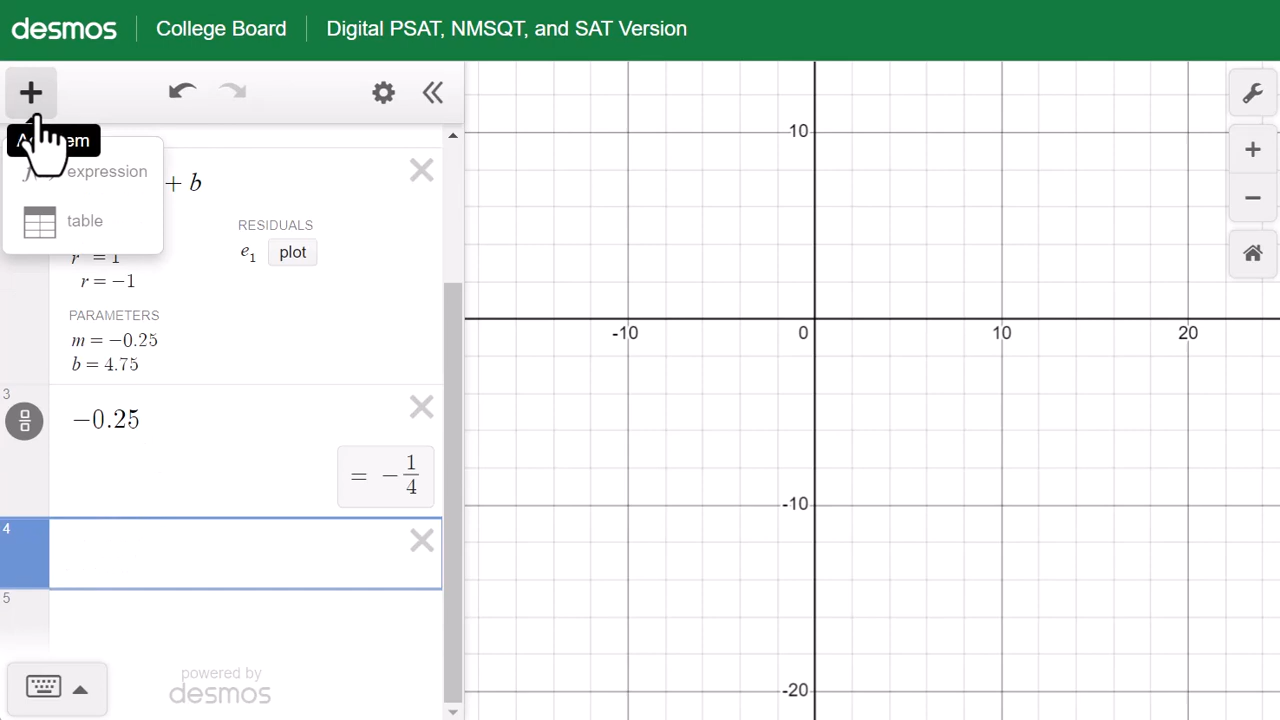 desmos College Board Digital PSAT, NMSQT, and SAT Version
expression
table
+ b
RESIDUALS
e₁ plot
r = 1
r = −1
PARAMETERS
m = −0.25
b = 4.75
3
−0.25
= − 1/4
4
5
powered by
desmos
10
-10 0 10 20
-10
-20